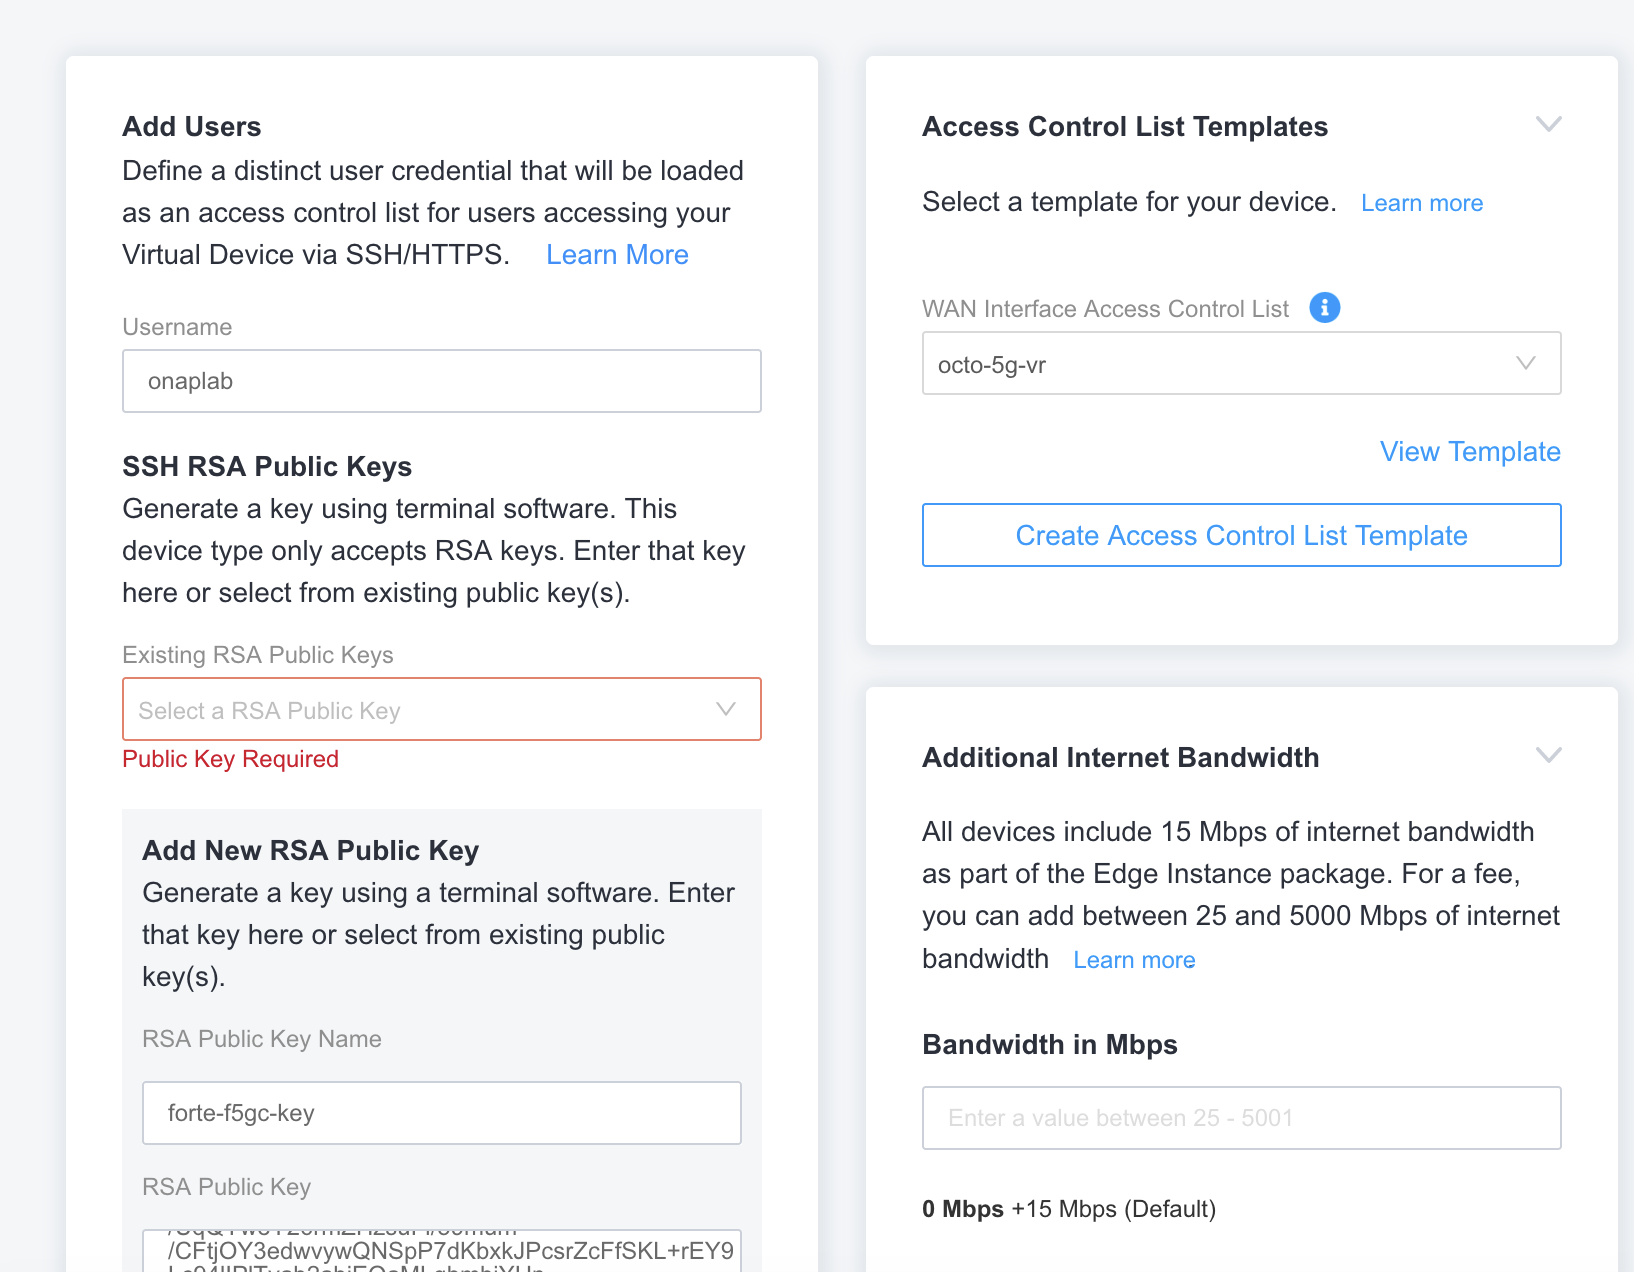 Add Users
Define a distinct user credential that will be loaded
as an access control list for users accessing your
Virtual Device via SSH/HTTPS. Learn More
Username
onaplab
SSH RSA Public Keys
Generate a key using terminal software. This
device type only accepts RSA keys. Enter that key
here or select from existing public key(s).
Existing RSA Public Keys
Select a RSA Public Key
Public Key Required
Add New RSA Public Key
Generate a key using a terminal software. Enter
that key here or select from existing public
key(s).
RSA Public Key Name
forte-f5gc-key
RSA Public Key
/CFtjOY3edwvywQNSpP7dKbxkJPcsrZcFfSKL+rEY9
Access Control List Templates
Select a template for your device. Learn more
WAN Interface Access Control List
octo-5g-vr
View Template
Create Access Control List Template
Additional Internet Bandwidth
All devices include 15 Mbps of internet bandwidth
as part of the Edge Instance package. For a fee,
you can add between 25 and 5000 Mbps of internet
bandwidth Learn more
Bandwidth in Mbps
Enter a value between 25 - 5001
0 Mbps +15 Mbps (Default)